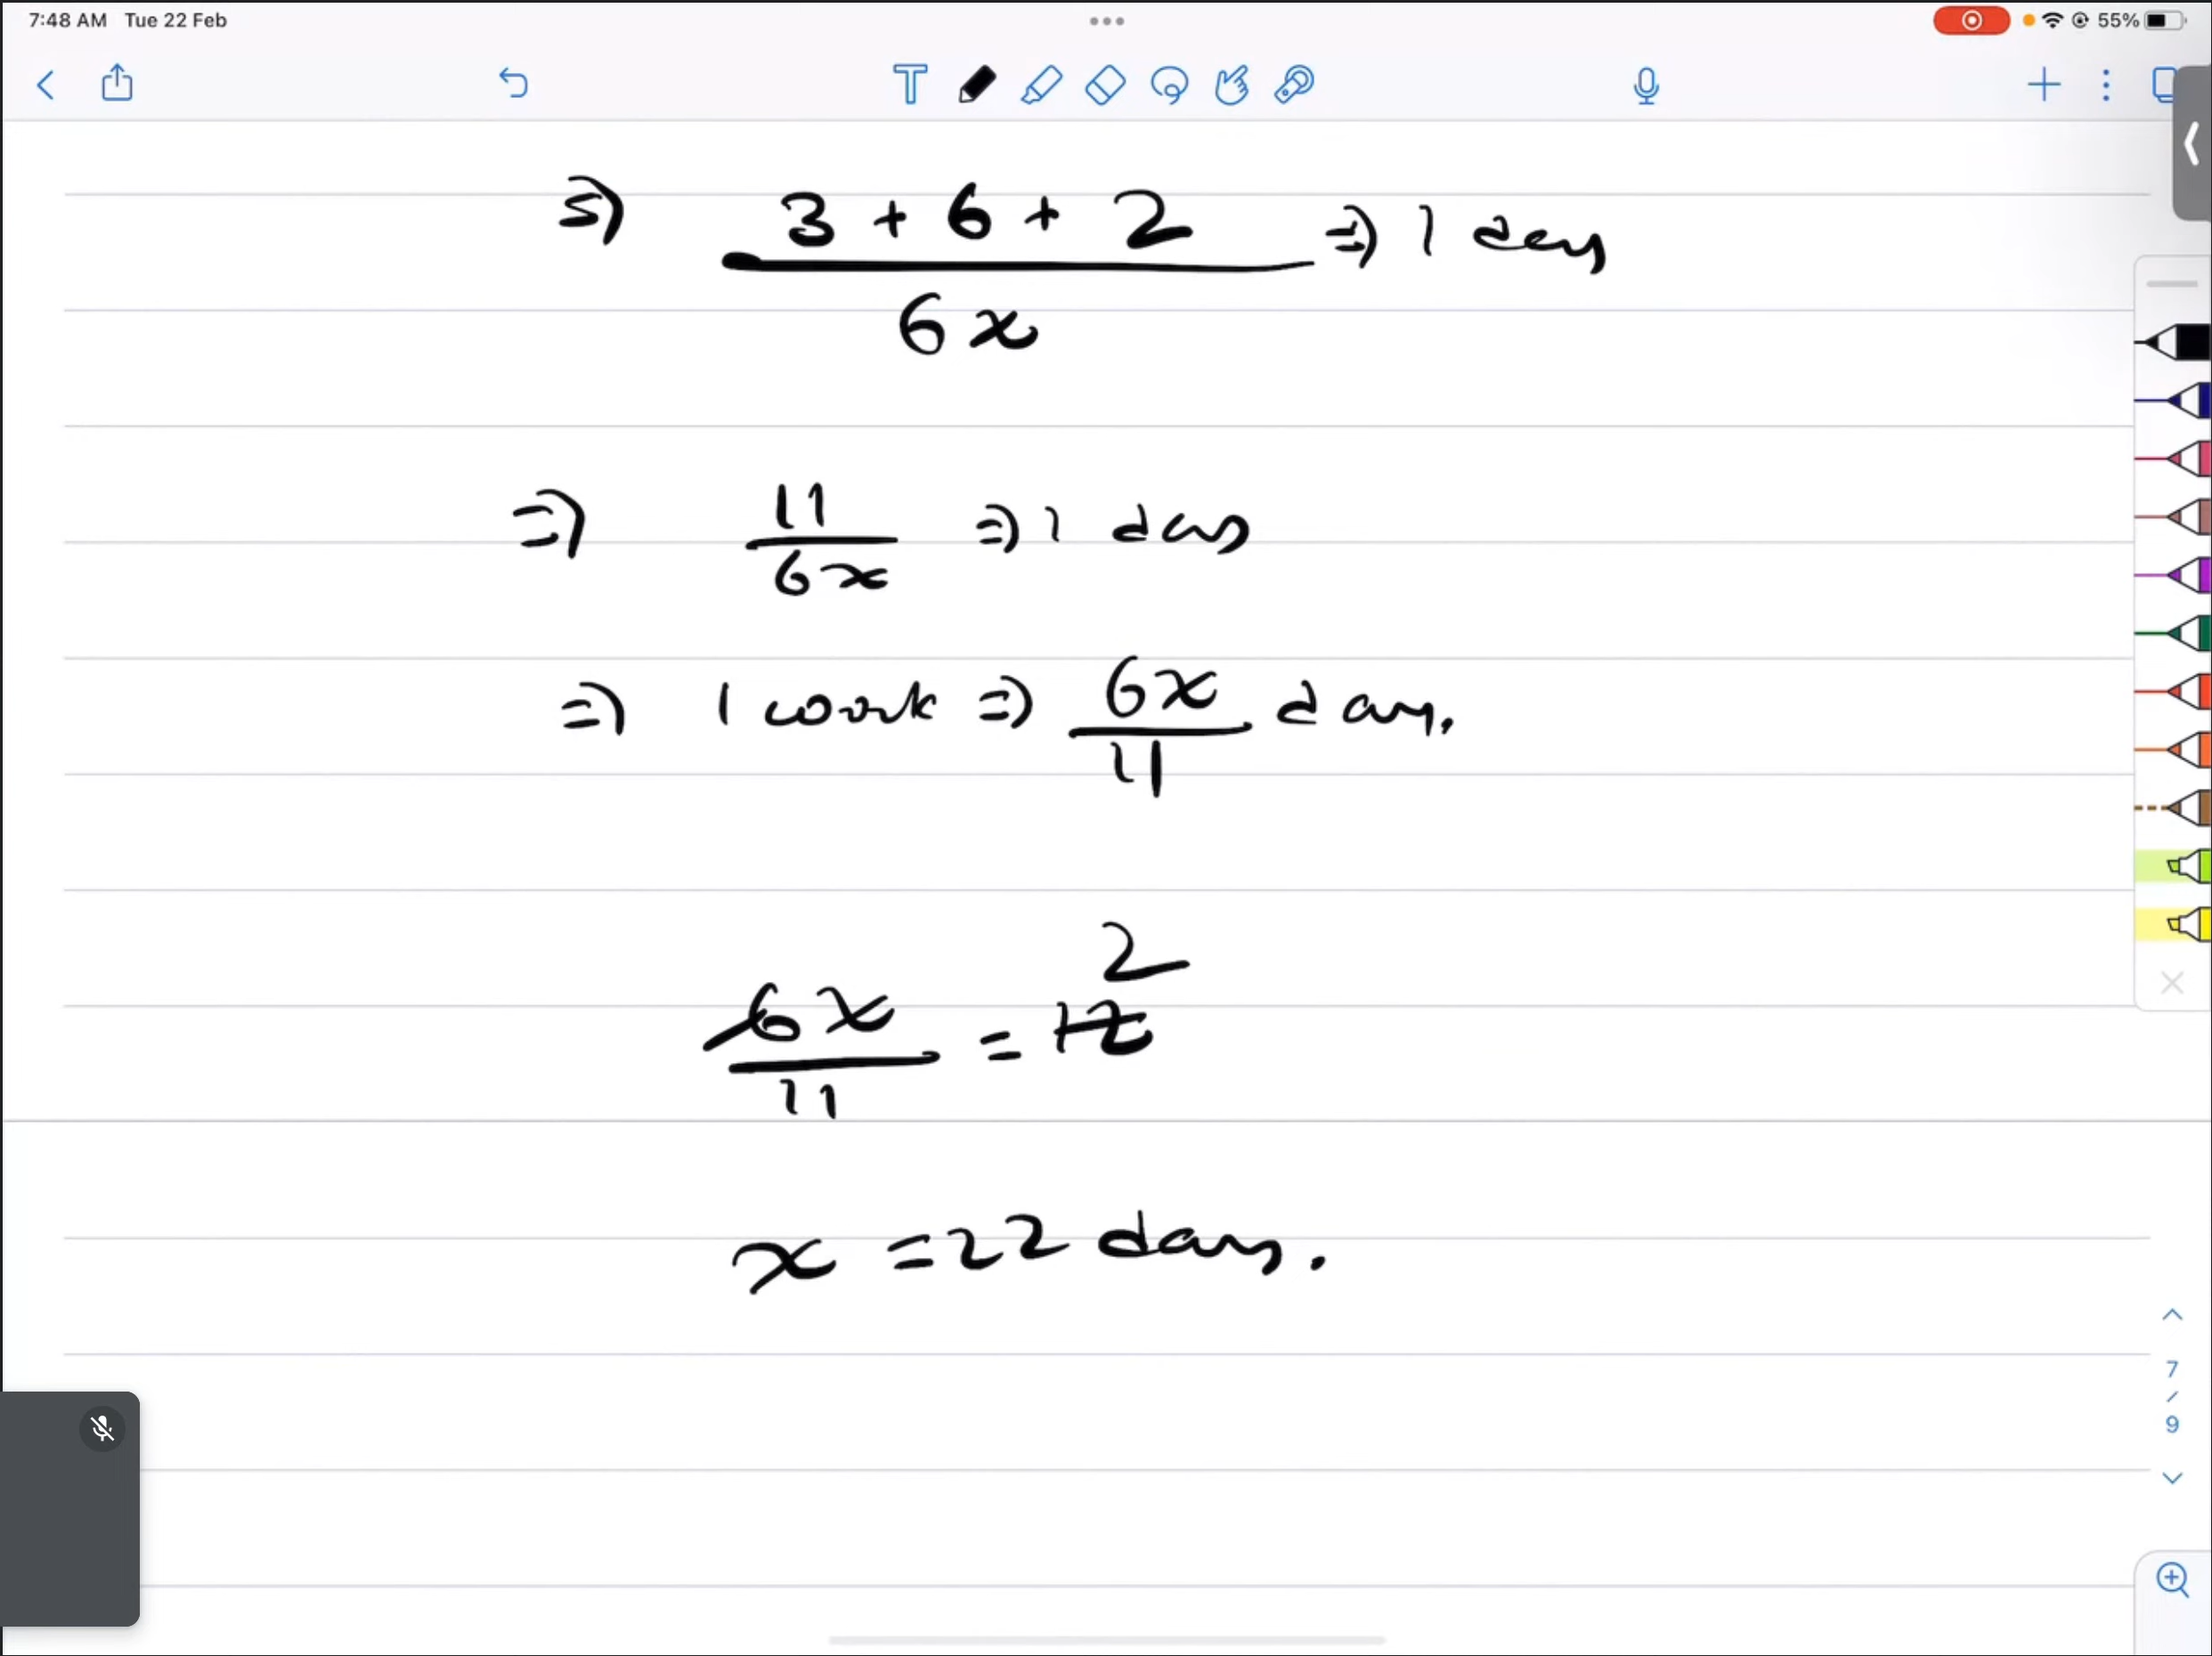 7:48 AM Tue 22 Feb
55%
⇒) 3 + 6 + 2 ⇒) 1 day
6x
=) 11 =) 1 day
6x
=) 1 work =) 6x day.
11
2
6x = 12
11
x = 22 days.
7
/
9